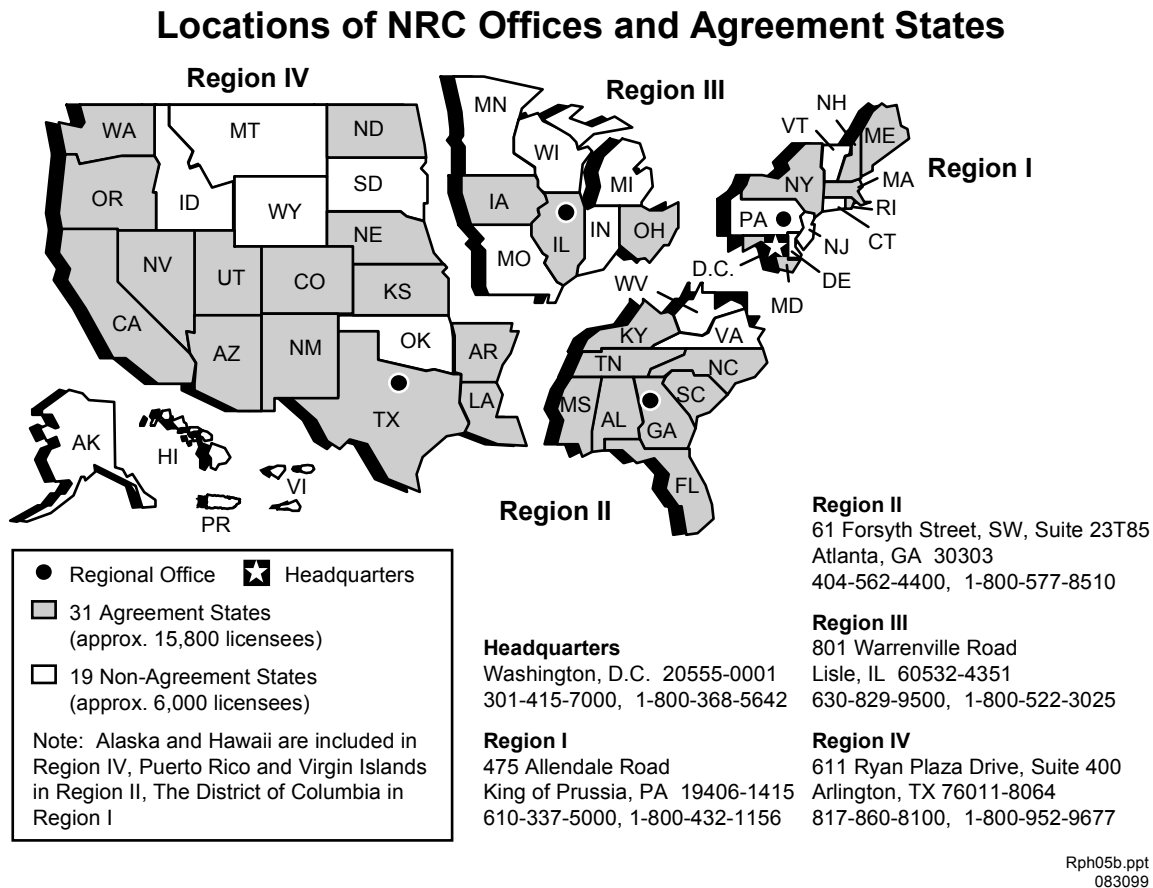 Locations of NRC Offices and Agreement States
Region IV
Region III
Region I
Region II
WA
MT
ND
OR
ID
SD
WY
NE
NV
UT
CO
KS
CA
AZ
NM
OK
AR
TX
LA
AK
HI
VI
PR
MN
WI
MI
IA
IL
IN
OH
MO
NH
VT
ME
NY
MA
RI
PA
NJ
CT
D.C.
DE
MD
WV
KY
VA
TN
NC
SC
MS
AL
GA
FL
Regional Office
Headquarters
31 Agreement States
(approx. 15,800 licensees)
19 Non-Agreement States
(approx. 6,000 licensees)
Note: Alaska and Hawaii are included in
Region IV, Puerto Rico and Virgin Islands
in Region II, The District of Columbia in
Region I
Headquarters
Washington, D.C. 20555-0001
301-415-7000, 1-800-368-5642
Region I
475 Allendale Road
King of Prussia, PA 19406-1415
610-337-5000, 1-800-432-1156
Region II
61 Forsyth Street, SW, Suite 23T85
Atlanta, GA 30303
404-562-4400, 1-800-577-8510
Region III
801 Warrenville Road
Lisle, IL 60532-4351
630-829-9500, 1-800-522-3025
Region IV
611 Ryan Plaza Drive, Suite 400
Arlington, TX 76011-8064
817-860-8100, 1-800-952-9677
Rph05b.ppt
083099